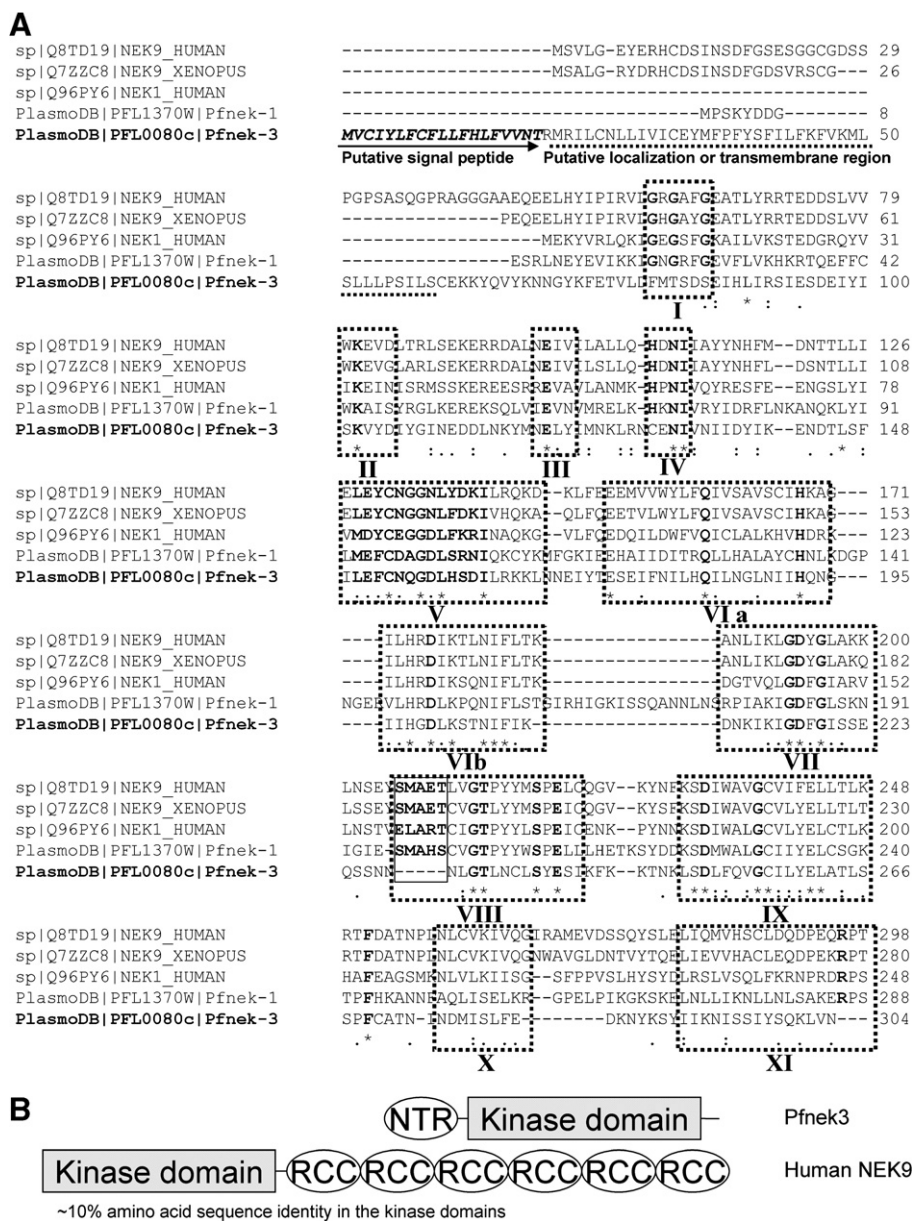 A
sp|Q8TD19|NEK9_HUMAN ---------------------MSVLG-EYERHCDSINSDFGSESGGCGDSS 29
sp|Q7ZZC8|NEK9_XENOPUS ---------------------MSALG-RYDRHCDSINSDFGDSVRSCG--- 26
sp|Q96PY6|NEK1_HUMAN --------------------------------------------------
PlasmoDB|PFL1370W|Pfnek-1 ------------------------------------MPSKYDDG------ 8
PlasmoDB|PFL0080c|Pfnek-3 MVCIYLFCFLLFHLFVVNTRMRILCNLLIVICEYMFPFYSFILFKFVKML 50
Putative signal peptide Putative localization or transmembrane region
sp|Q8TD19|NEK9_HUMAN PGPSASQGPRAGGGAAEQEELHYIPIRVLGRGAFGEATLYRRTEDDSLVV 79
sp|Q7ZZC8|NEK9_XENOPUS ----------------PEQEELHYIPIRVLGHGAYGEATLYRRTEDDSLVV 61
sp|Q96PY6|NEK1_HUMAN -------------------MEKYVRLQKIGEGSFGKAILVKSTEDGRQYV 31
PlasmoDB|PFL1370W|Pfnek-1 ----------------ESRLNEYEVIKKIGNGRFGEVFLVKHKRTQEFFC 42
PlasmoDB|PFL0080c|Pfnek-3 SLLLPSILSCEKKYQVYKNNGYKFETVLLDFMTSDSEIHLIRSIESDEIYI 100
.: * :. .
I
sp|Q8TD19|NEK9_HUMAN WKEVDLTRLSEKERRDALNEIVILALLQ-HDNIIAYYNHFM--DNTTLLI 126
sp|Q7ZZC8|NEK9_XENOPUS WKEVGLARLSEKERRDALNEIVILSLLQ-HDNIIAYYNHFL--DNTTLLI 108
sp|Q96PY6|NEK1_HUMAN IKEINISRMSSKEREESRREVAVLANMK-HPNIVQYRESFE--ENGSLYI 78
PlasmoDB|PFL1370W|Pfnek-1 WKAISYRGLKEREKSQLVIEVNVMRELK-HKNIVRYIDRFLNKANQKLYI 91
PlasmoDB|PFL0080c|Pfnek-3 SKVYDIYGINEDDLNKYMNELYIMNKLRNCENIVNIIDYIK--ENDTLSF 148
* :. .: . *: :: :: **: : : * * :
II III IV
sp|Q8TD19|NEK9_HUMAN ELEYCNGGNLYDKILRQKD--KLFEEEMVVWYLFQIVSAVSCIHKAG--- 171
sp|Q7ZZC8|NEK9_XENOPUS ELEYCNGGNLFDKIVHQKA--QLFQEETVLWYLFQIVSAVSYIHKAG--- 153
sp|Q96PY6|NEK1_HUMAN VMDYCEGGDLFKRINAQKG--VLFQEDQILDWFVQICLALKHVHDRK--- 123
PlasmoDB|PFL1370W|Pfnek-1 LMEFCDAGDLSRNIQKCYKMFGKIEEHAIIDITRQLLHALAYCHNLKDGP 141
PlasmoDB|PFL0080c|Pfnek-3 ILEFCNQGDLHSDILRKKLNNEIYTESEIFNILHQILNGLNIIHQNG--- 195
V VI a
sp|Q8TD19|NEK9_HUMAN ----ILHRDIKTLNIFLTK----------------ANLIKLGDYGLAKK 200
sp|Q7ZZC8|NEK9_XENOPUS ----ILHRDIKTLNIFLTK----------------ANLIKLGDYGLAKQ 182
sp|Q96PY6|NEK1_HUMAN ----ILHRDIKSQNIFLTK----------------DGTVQLGDFGIARV 152
PlasmoDB|PFL1370W|Pfnek-1 NGERVLHRDLKPQNIFLSTGIRHIGKISSQANNLNSRPIAKIGDFGLSKN 191
PlasmoDB|PFL0080c|Pfnek-3 ----IIHGDLKSTNIFIK-----------------DNKIKIGDFGISSE 223
VIb VII
sp|Q8TD19|NEK9_HUMAN LNSEYSMAETLVGTPYYMSPELCQGV--KYNFKSDIWAVGCVIFELLTLK 248
sp|Q7ZZC8|NEK9_XENOPUS LSSEYSMAETCVGTLYYMSPELCQGV--KYSFKSDIWAVGCVLYELLTLT 230
sp|Q96PY6|NEK1_HUMAN LNSTVELARTCIGTPYYLSPEICENK--PYNNKSDIWALGCVLYELCTLK 200
PlasmoDB|PFL1370W|Pfnek-1 IGIE-SMAHSCVGTPYYWSPELLLHETKSYDDKSDMWALGCIIYELCSGK 240
PlasmoDB|PFL0080c|Pfnek-3 QSSNN-----NLGTLNCLSYESIKFK--KTNKLSDLFQVGCILYELATLS 266
VIII IX
sp|Q8TD19|NEK9_HUMAN RTFDATNPLNLCVKIVQGIRAMEVDSSQYSLELIQMVHSCLDQDPEQRPT 298
sp|Q7ZZC8|NEK9_XENOPUS RTFDATNPLNLCVKIVQGNWAVGLDNTVYTQELIEVVHACLEQDPEKRPT 280
sp|Q96PY6|NEK1_HUMAN HAFEAGSMKNLVLKIISG-SFPPVSLHYSYDLRSLVSQLFKRNPRDRPS 248
PlasmoDB|PFL1370W|Pfnek-1 TPFHKANNFAQLISELKR-GPELPIKGKSKELNLLIKNLLNLSAKERPS 288
PlasmoDB|PFL0080c|Pfnek-3 SPFCATN-INDMISLFE-------DKNYKSYIIKNISSIYSQKLVN--- 304
X XI
B
NTR Kinase domain Pfnek3
Kinase domain RCC RCC RCC RCC RCC RCC Human NEK9
~10% amino acid sequence identity in the kinase domains